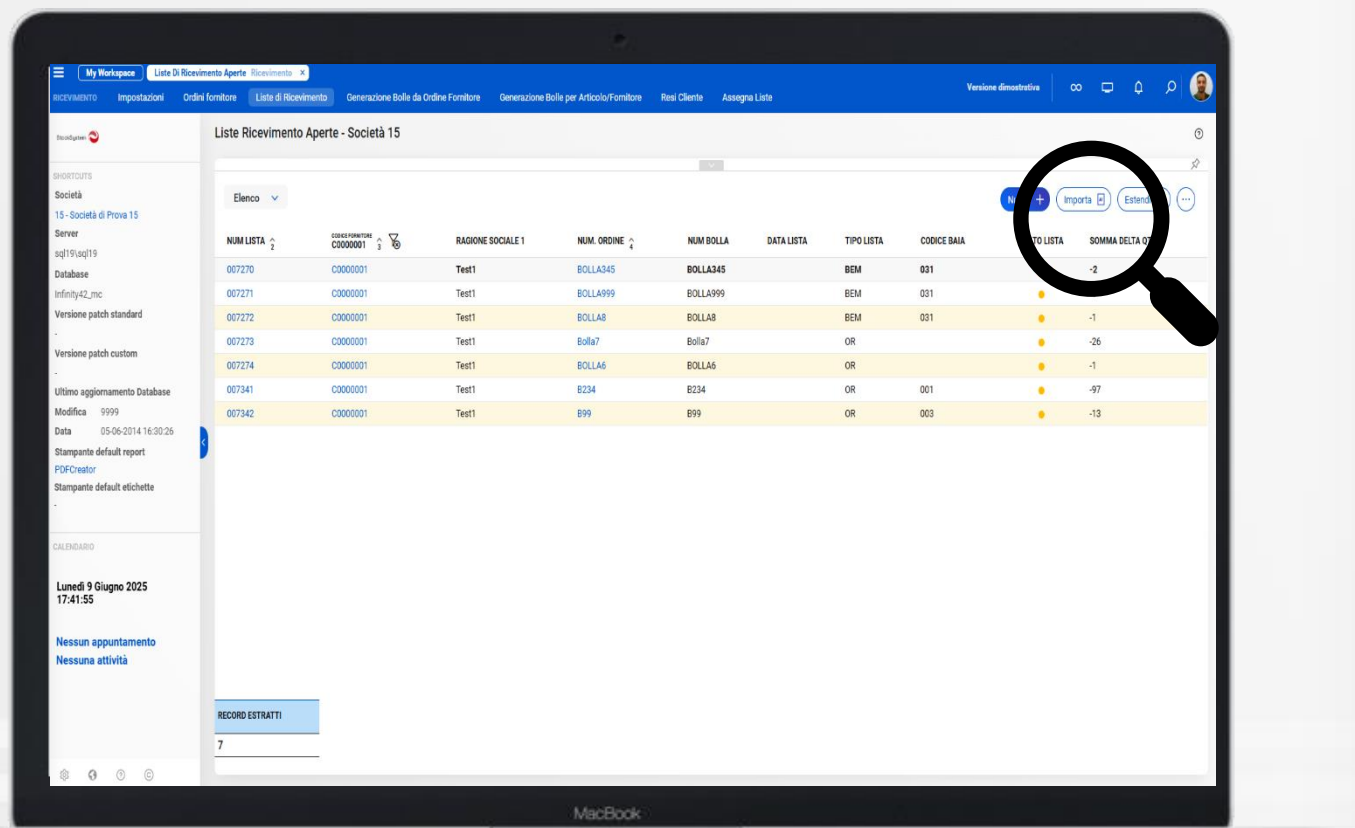 My Workspace Liste Di Ricevimento Aperte Ricevimento x
RICEVIMENTO Impostazioni Ordini fornitore Liste di Ricevimento Generazione Bolle da Ordine Fornitore Generazione Bolle per Articolo/Fornitore Resi Cliente Assegna Liste Versione dimostrativa
StockSystem
Liste Ricevimento Aperte - Società 15
SHORTCUTS
Società
15 - Società di Prova 15
Server
sql19\sql19
Database
Infinity42_mc
Versione patch standard
-
Versione patch custom
-
Ultimo aggiornamento Database
Modifica 9999
Data 05-06-2014 16:30:26
Stampante default report
PDFCreator
Stampante default etichette
-
CALENDARIO
Lunedì 9 Giugno 2025
17:41:55
Nessun appuntamento
Nessuna attività
Elenco Importa
NUM LISTA 2 CODICE FORNITORE C0000001 3 RAGIONE SOCIALE 1 NUM. ORDINE 4 NUM BOLLA DATA LISTA TIPO LISTA CODICE BAIA LISTA SOMMA DELTA
007270 C0000001 Test1 BOLLA345 BOLLA345 BEM 031 -2
007271 C0000001 Test1 BOLLA999 BOLLA999 BEM 031
007272 C0000001 Test1 BOLLA8 BOLLA8 BEM 031 -1
007273 C0000001 Test1 Bolla7 Bolla7 OR -26
007274 C0000001 Test1 BOLLA6 BOLLA6 OR -1
007341 C0000001 Test1 B234 B234 OR 001 -97
007342 C0000001 Test1 B99 B99 OR 003 -13
RECORD ESTRATTI
7
MacBook